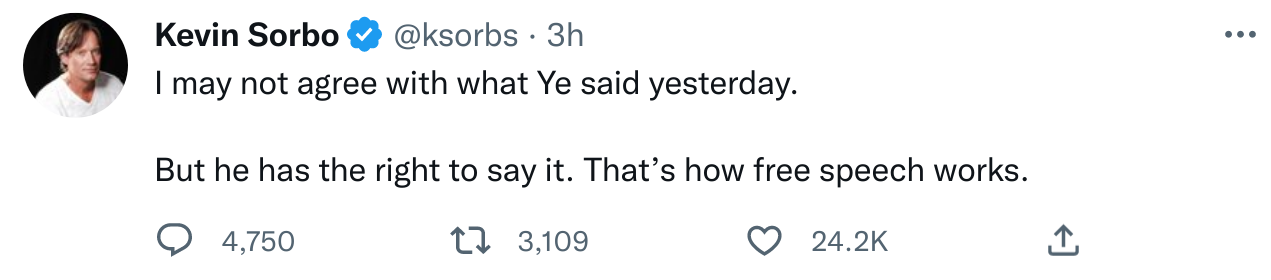 Kevin Sorbo @ksorbs · 3h
I may not agree with what Ye said yesterday.
But he has the right to say it. That’s how free speech works.
4,750 3,109 24.2K